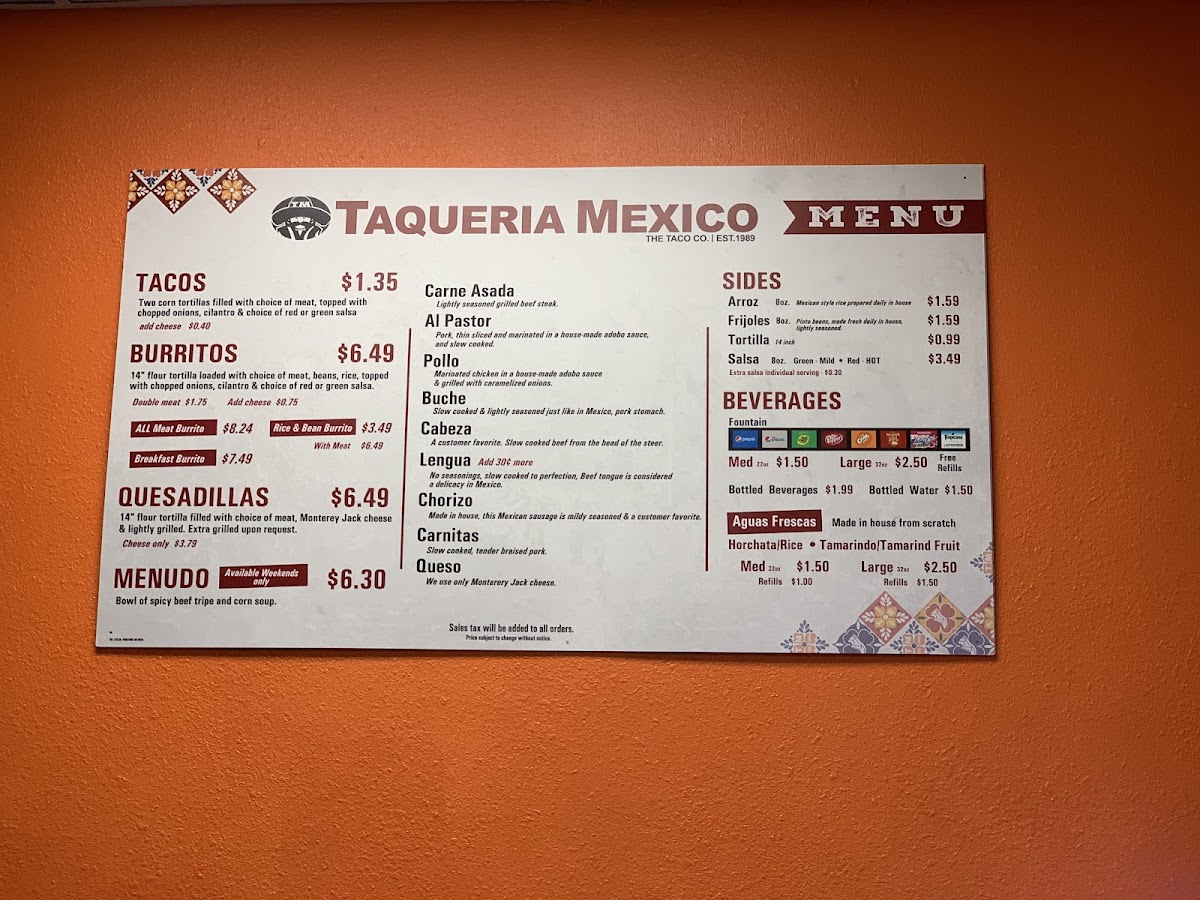 TM
TAQUERIA MEXICO
THE TACO CO. | EST.1989
MENU
TACOS $1.35
Two corn tortillas filled with choice of meat, topped with
chopped onions, cilantro & choice of red or green salsa
add cheese $0.40
BURRITOS $6.49
14" flour tortilla loaded with choice of meat, beans, rice, topped
with chopped onions, cilantro & choice of red or green salsa.
Double meat $1.75 Add cheese $0.75
ALL Meat Burrito $8.24 Rice & Bean Burrito $3.49
With Meat $6.49
Breakfast Burrito $7.49
QUESADILLAS $6.49
14" flour tortilla filled with choice of meat, Monterey Jack cheese
& lightly grilled. Extra grilled upon request.
Cheese only $3.79
MENUDO Available Weekends only $6.30
Bowl of spicy beef tripe and corn soup.
Carne Asada
Lightly seasoned grilled beef steak.
Al Pastor
Pork, thin sliced and marinated in a house-made adobo sauce,
and slow cooked.
Pollo
Marinated chicken in a house-made adobo sauce
& grilled with caramelized onions.
Buche
Slow cooked & lightly seasoned just like in Mexico, pork stomach.
Cabeza
A customer favorite. Slow cooked beef from the head of the steer.
Lengua Add 30¢ more
No seasonings, slow cooked to perfection, Beef tongue is considered
a delicacy in Mexico.
Chorizo
Made in house, this Mexican sausage is mildy seasoned & a customer favorite.
Carnitas
Slow cooked, tender braised pork.
Queso
We use only Monterery Jack cheese.
Sales tax will be added to all orders.
Price subject to change without notice.
SIDES
Arroz 8oz. Mexican style rice prepared daily in house $1.59
Frijoles 8oz. Pinto beans, made fresh daily in house, $1.59
lightly seasoned.
Tortilla 14 inch $0.99
Salsa 8oz. Green - Mild • Red - HOT $3.49
Extra salsa individual serving - $0.30
BEVERAGES
Fountain
pepsi
Med 22oz $1.50 Large 32oz $2.50 Free
Refills
Bottled Beverages $1.99 Bottled Water $1.50
Aguas Frescas Made in house from scratch
Horchata/Rice • Tamarindo/Tamarind Fruit
Med 22oz $1.50 Large 32oz $2.50
Refills $1.00 Refills $1.50